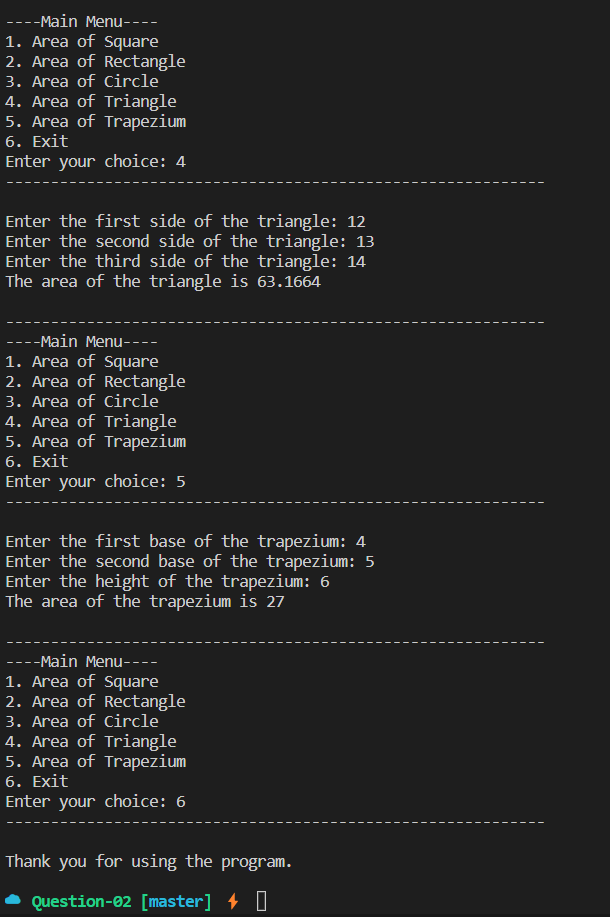 ----Main Menu----
1. Area of Square
2. Area of Rectangle
3. Area of Circle
4. Area of Triangle
5. Area of Trapezium
6. Exit
Enter your choice: 4
------------------------------------------------------------
Enter the first side of the triangle: 12
Enter the second side of the triangle: 13
Enter the third side of the triangle: 14
The area of the triangle is 63.1664
------------------------------------------------------------
----Main Menu----
1. Area of Square
2. Area of Rectangle
3. Area of Circle
4. Area of Triangle
5. Area of Trapezium
6. Exit
Enter your choice: 5
------------------------------------------------------------
Enter the first base of the trapezium: 4
Enter the second base of the trapezium: 5
Enter the height of the trapezium: 6
The area of the trapezium is 27
------------------------------------------------------------
----Main Menu----
1. Area of Square
2. Area of Rectangle
3. Area of Circle
4. Area of Triangle
5. Area of Trapezium
6. Exit
Enter your choice: 6
------------------------------------------------------------
Thank you for using the program.
Question-02 [master]